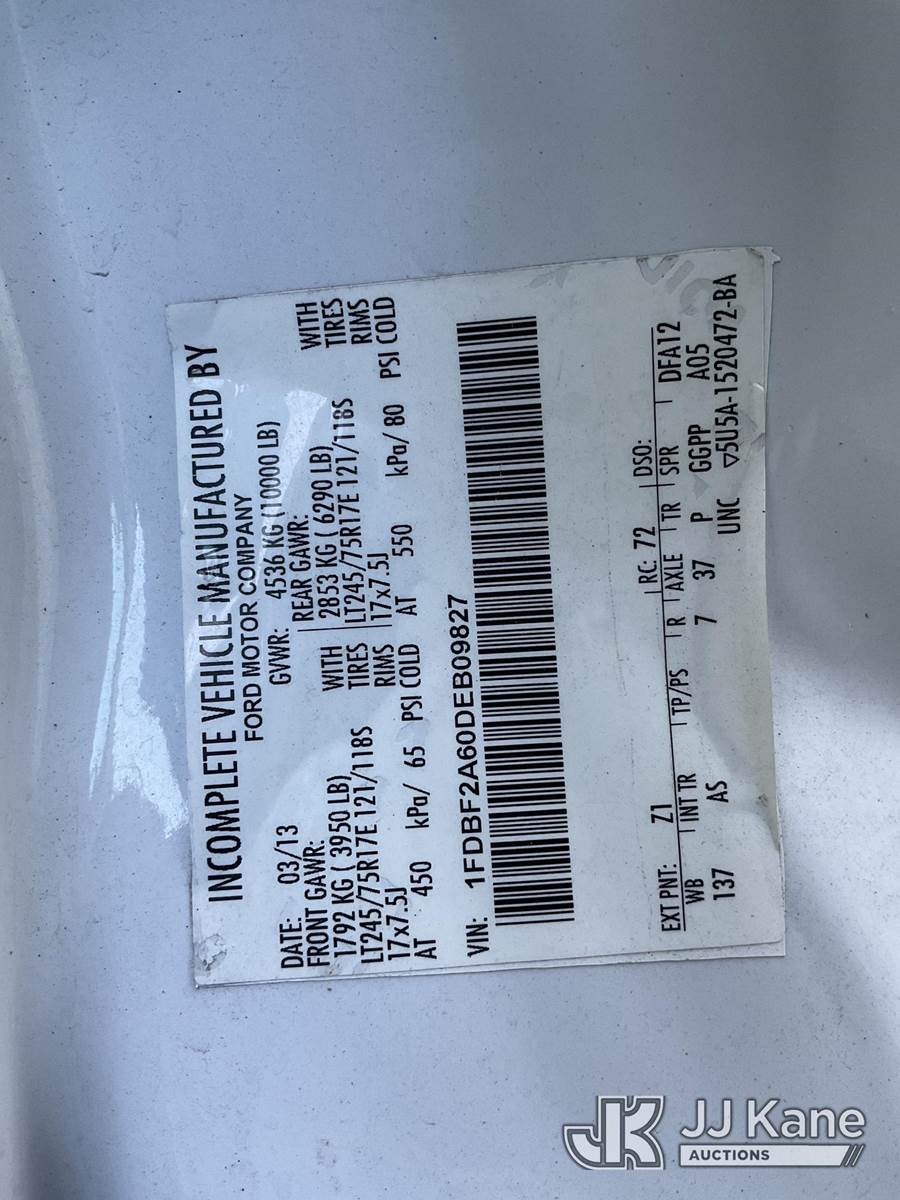 INCOMPLETE VEHICLE MANUFACTURED BY
FORD MOTOR COMPANY
DATE: 03/13 GVWR: 4536 KG (10000 LB)
FRONT GAWR: REAR GAWR:
1792 KG ( 3950 LB) WITH 2853 KG ( 6290 LB) WITH
LT245/75R17E 121/118S TIRES LT245/75R17E 121/118S TIRES
17x7.5J RIMS 17x7.5J RIMS
AT 450 kPa/ 65 PSI COLD AT 550 kPa/ 80 PSI COLD
VIN: 1FDBF2A60DEB09827
EXT PNT: Z1 RC: 72 DSO:
WB INT TR TP/PS R AXLE TR SPR DFA12
137 AS 7 37 P GGPP A05
UNC ▽5U5A-1520472-BA
JK JJ Kane
AUCTIONS